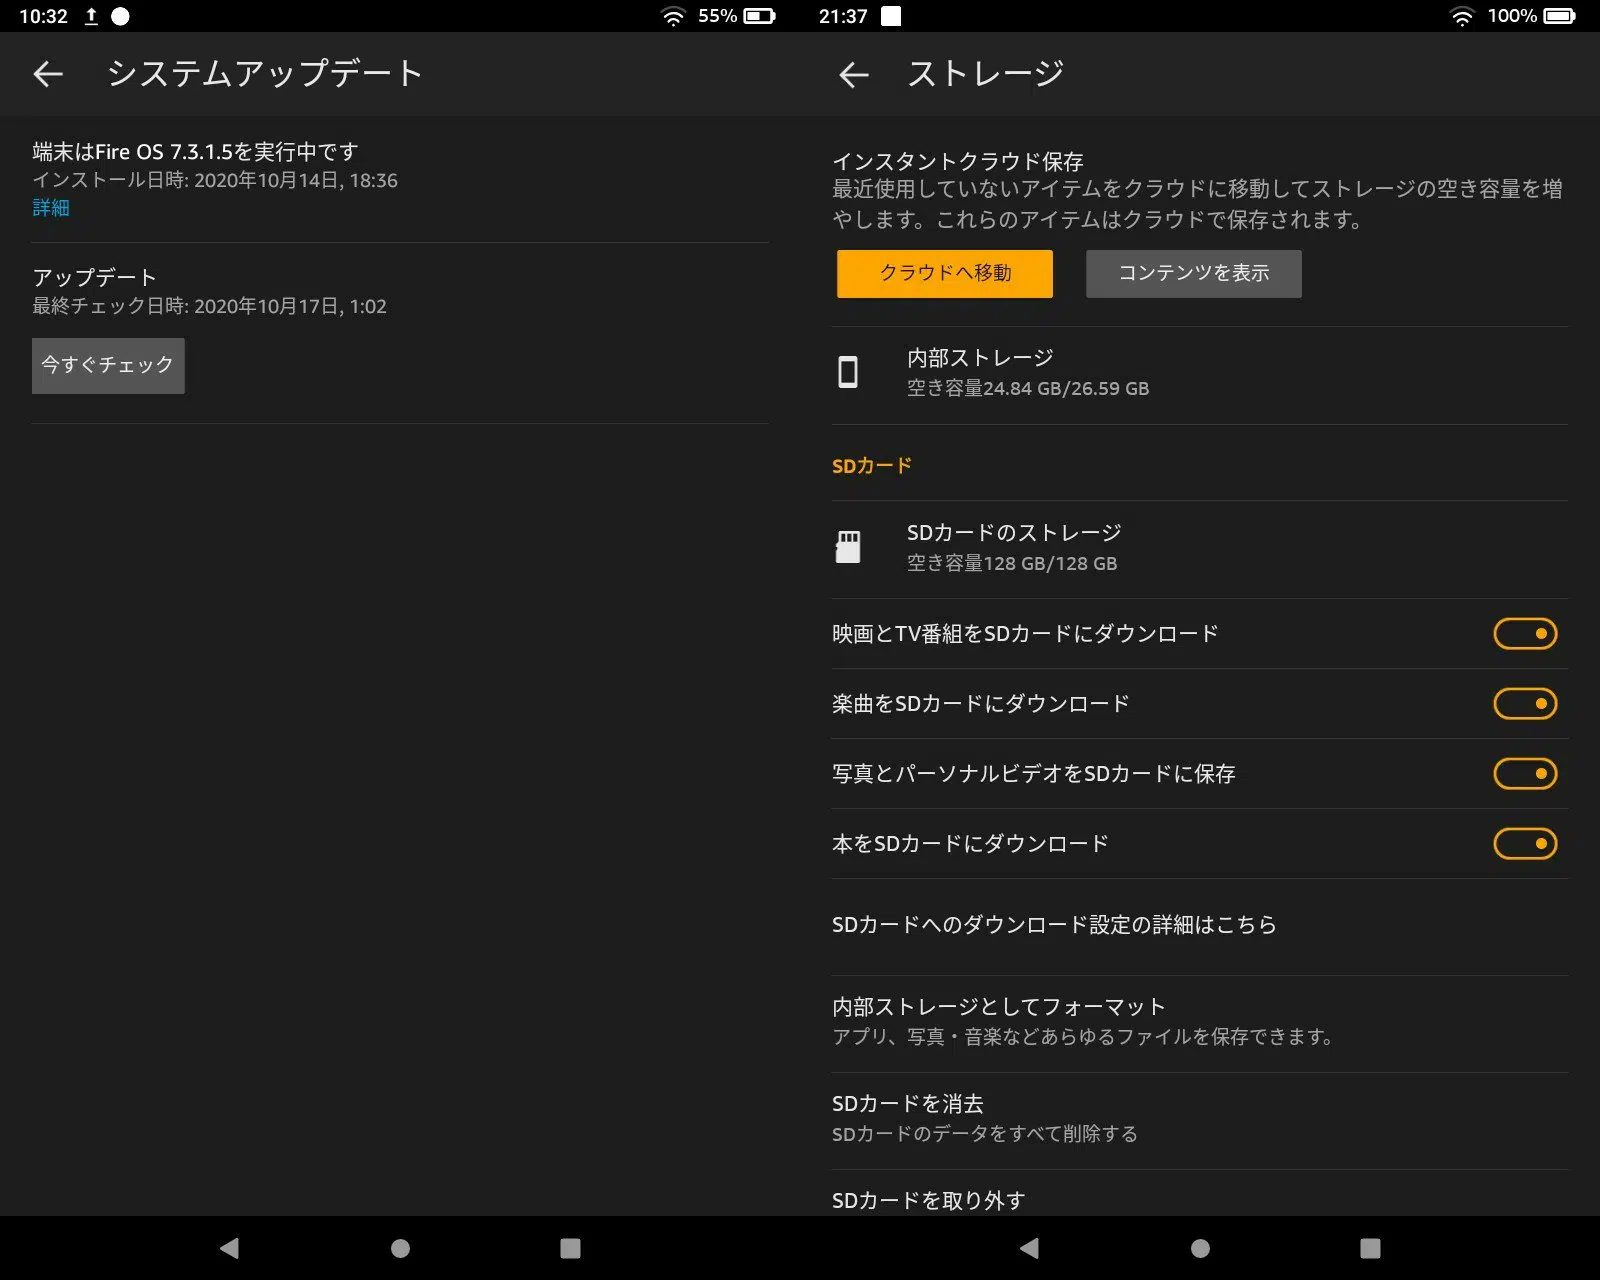 10:32
55%
システムアップデート
端末はFire OS 7.3.1.5を実行中です
インストール日時: 2020年10月14日, 18:36
詳細
アップデート
最終チェック日時: 2020年10月17日, 1:02
今すぐチェック
21:37
100%
ストレージ
インスタントクラウド保存
最近使用していないアイテムをクラウドに移動してストレージの空き容量を増
やします。これらのアイテムはクラウドで保存されます。
クラウドへ移動
コンテンツを表示
内部ストレージ
空き容量24.84 GB/26.59 GB
SDカード
SDカードのストレージ
空き容量128 GB/128 GB
映画とTV番組をSDカードにダウンロード
楽曲をSDカードにダウンロード
写真とパーソナルビデオをSDカードに保存
本をSDカードにダウンロード
SDカードへのダウンロード設定の詳細はこちら
内部ストレージとしてフォーマット
アプリ、写真・音楽などあらゆるファイルを保存できます。
SDカードを消去
SDカードのデータをすべて削除する
SDカードを取り外す